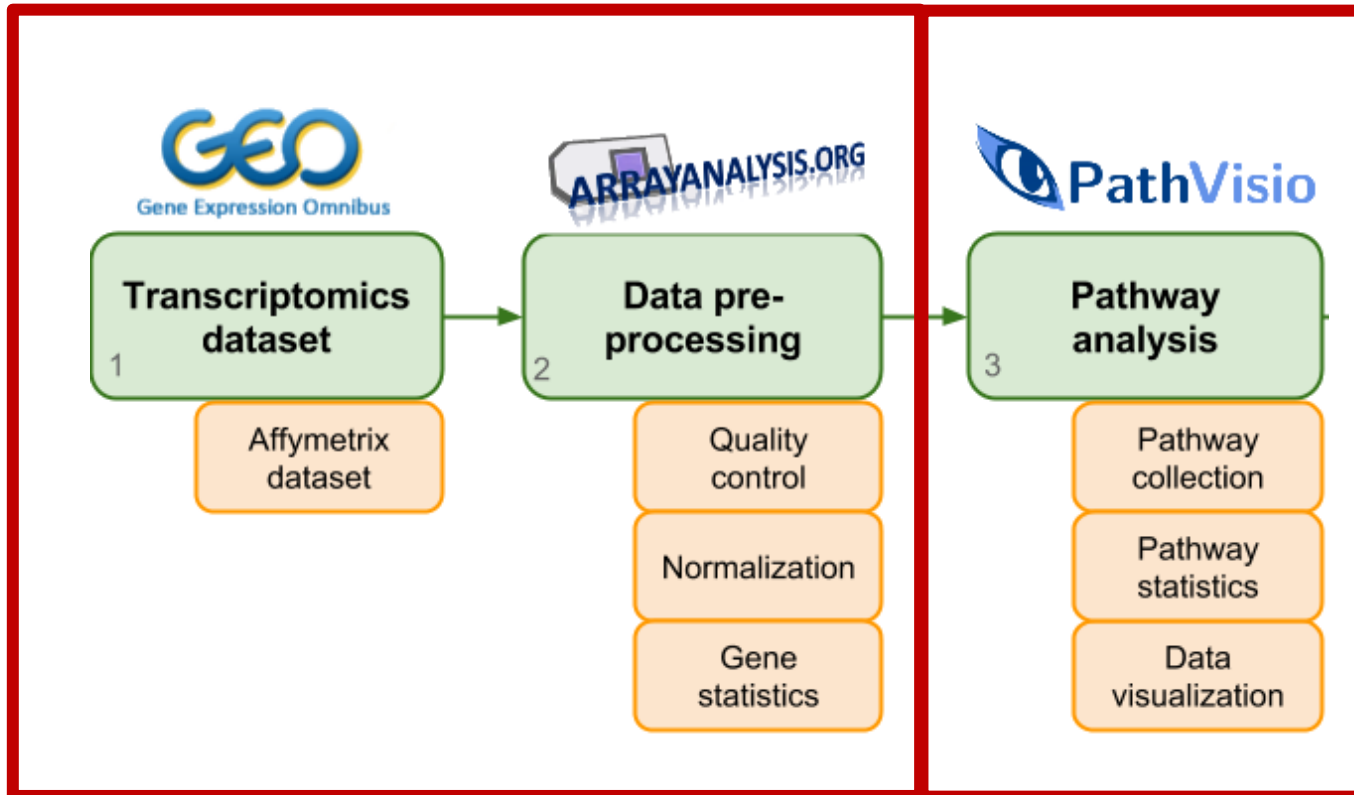 GEO
Gene Expression Omnibus
Transcriptomics
dataset
1
Affymetrix
dataset
ARRAYANALYSIS.ORG
Data pre-
processing
2
Quality
control
Normalization
Gene
statistics
PathVisio
Pathway
analysis
3
Pathway
collection
Pathway
statistics
Data
visualization